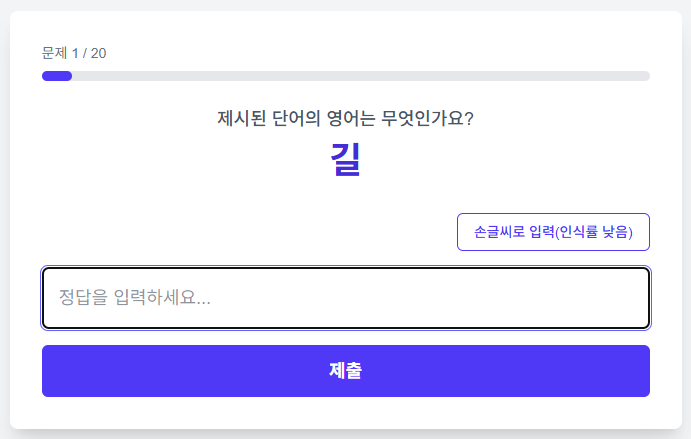 문제 1 / 20
제시된 단어의 영어는 무엇인가요?
길
손글씨로 입력(인식률 낮음)
정답을 입력하세요...
제출